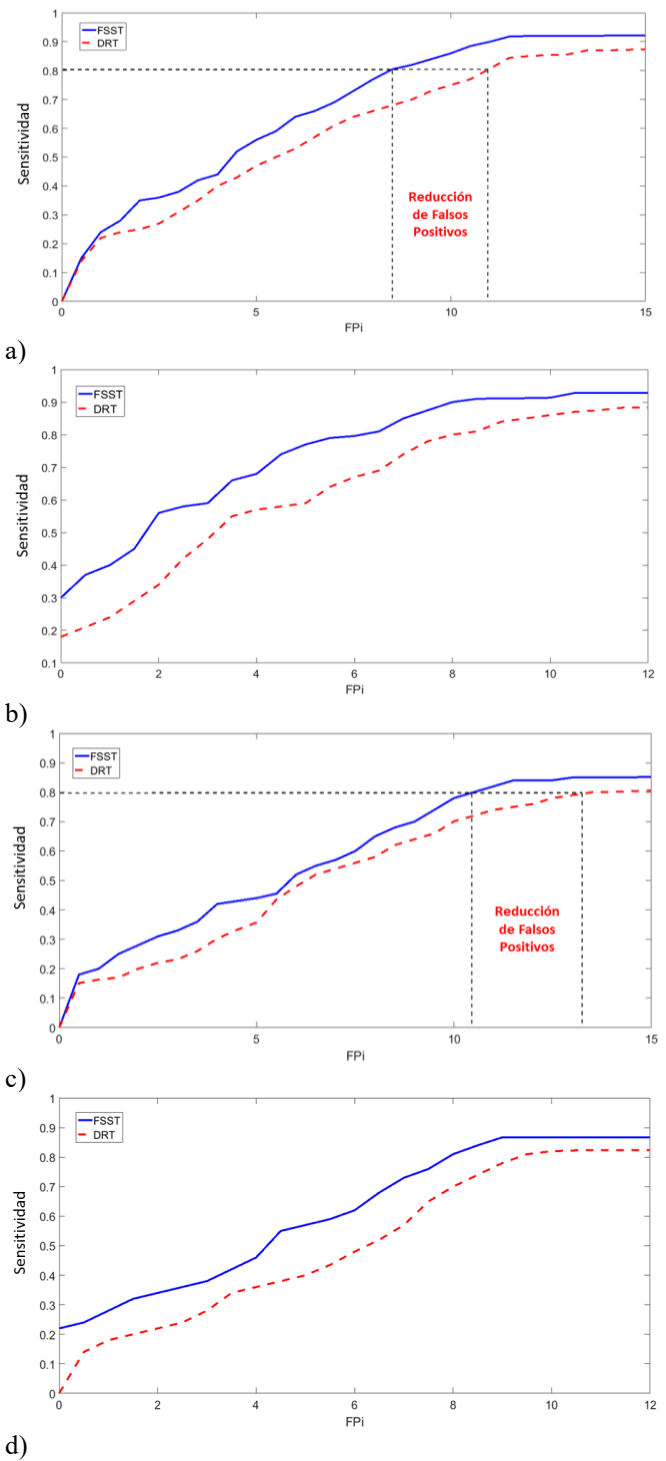 1
0.9
0.8
0.7
0.6
0.5
0.4
0.3
0.2
0.1
0
Sensitividad
FSST
DRT
Reducción
de Falsos
Positivos
0 5 10 15
FPi
a)
1
0.9
0.8
0.7
0.6
0.5
0.4
0.3
0.2
0.1
Sensitividad
FSST
DRT
0 2 4 6 8 10 12
FPi
b)
1
0.9
0.8
0.7
0.6
0.5
0.4
0.3
0.2
0.1
0
Sensitividad
FSST
DRT
Reducción
de Falsos
Positivos
0 5 10 15
FPi
c)
1
0.9
0.8
0.7
0.6
0.5
0.4
0.3
0.2
0.1
0
Sensitividad
FSST
DRT
0 2 4 6 8 10 12
FPi
d)